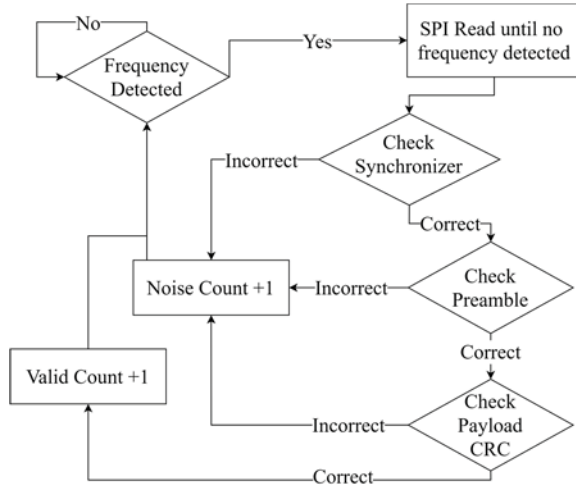 No
Frequency
Detected
Yes
SPI Read until no
frequency detected
Check
Synchronizer
Incorrect
Correct
Noise Count +1
Incorrect
Check
Preamble
Correct
Valid Count +1
Incorrect
Check
Payload
CRC
Correct